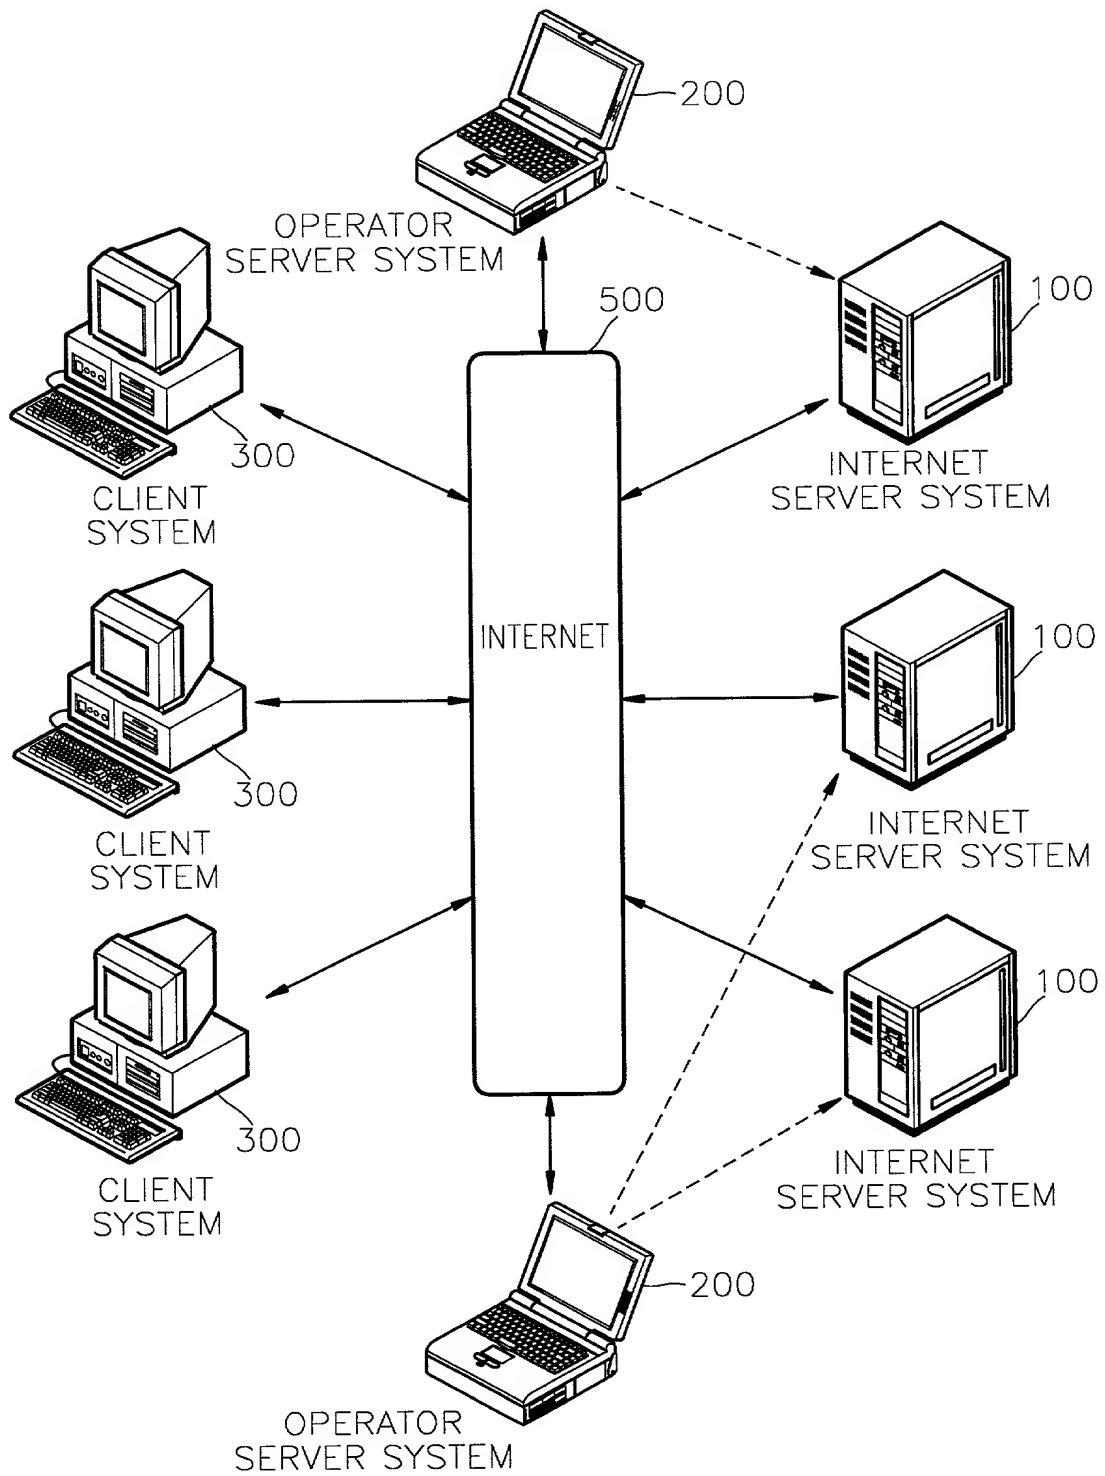 200
OPERATOR
SERVER SYSTEM
500
100
300
CLIENT
SYSTEM
INTERNET
SERVER SYSTEM
INTERNET
100
300
CLIENT
SYSTEM
INTERNET
SERVER SYSTEM
100
300
CLIENT
SYSTEM
INTERNET
SERVER SYSTEM
200
OPERATOR
SERVER SYSTEM